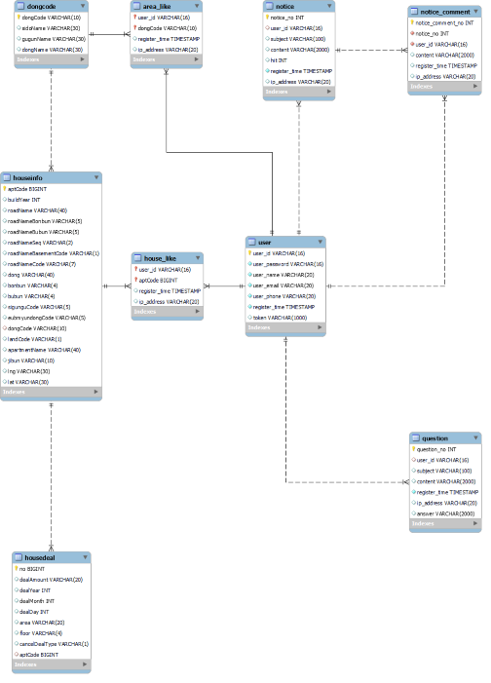 dongcode
dongCode VARCHAR(10)
sidoName VARCHAR(30)
gugunName VARCHAR(30)
dongName VARCHAR(30)
Indexes
area_like
user_id VARCHAR(16)
dongCode VARCHAR(10)
register_time TIMESTAMP
ip_address VARCHAR(20)
Indexes
notice
notice_no INT
user_id VARCHAR(16)
subject VARCHAR(100)
content VARCHAR(2000)
hit INT
register_time TIMESTAMP
ip_address VARCHAR(20)
Indexes
notice_comment
notice_comment_no INT
notice_no INT
user_id VARCHAR(16)
content VARCHAR(2000)
register_time TIMESTAMP
ip_address VARCHAR(20)
Indexes
houseinfo
aptCode BIGINT
buildYear INT
roadName VARCHAR(40)
roadNameBonbun VARCHAR(5)
roadNameBubun VARCHAR(5)
roadNameSeq VARCHAR(2)
roadNameBasementCode VARCHAR(1)
roadNameCode VARCHAR(7)
dong VARCHAR(40)
bonbun VARCHAR(4)
bubun VARCHAR(4)
sigunguCode VARCHAR(5)
eubmyundongCode VARCHAR(5)
dongCode VARCHAR(10)
landCode VARCHAR(1)
apartmentName VARCHAR(40)
jibun VARCHAR(10)
lng VARCHAR(30)
lat VARCHAR(30)
Indexes
house_like
user_id VARCHAR(16)
aptCode BIGINT
register_time TIMESTAMP
ip_address VARCHAR(20)
Indexes
user
user_id VARCHAR(16)
user_password VARCHAR(16)
user_name VARCHAR(20)
user_email VARCHAR(20)
user_phone VARCHAR(20)
register_time TIMESTAMP
token VARCHAR(1000)
Indexes
question
question_no INT
user_id VARCHAR(16)
subject VARCHAR(100)
content VARCHAR(2000)
register_time TIMESTAMP
ip_address VARCHAR(20)
answer VARCHAR(2000)
Indexes
housedeal
no BIGINT
dealAmount VARCHAR(20)
dealYear INT
dealMonth INT
dealDay INT
area VARCHAR(20)
floor VARCHAR(4)
cancelDealType VARCHAR(1)
aptCode BIGINT
Indexes